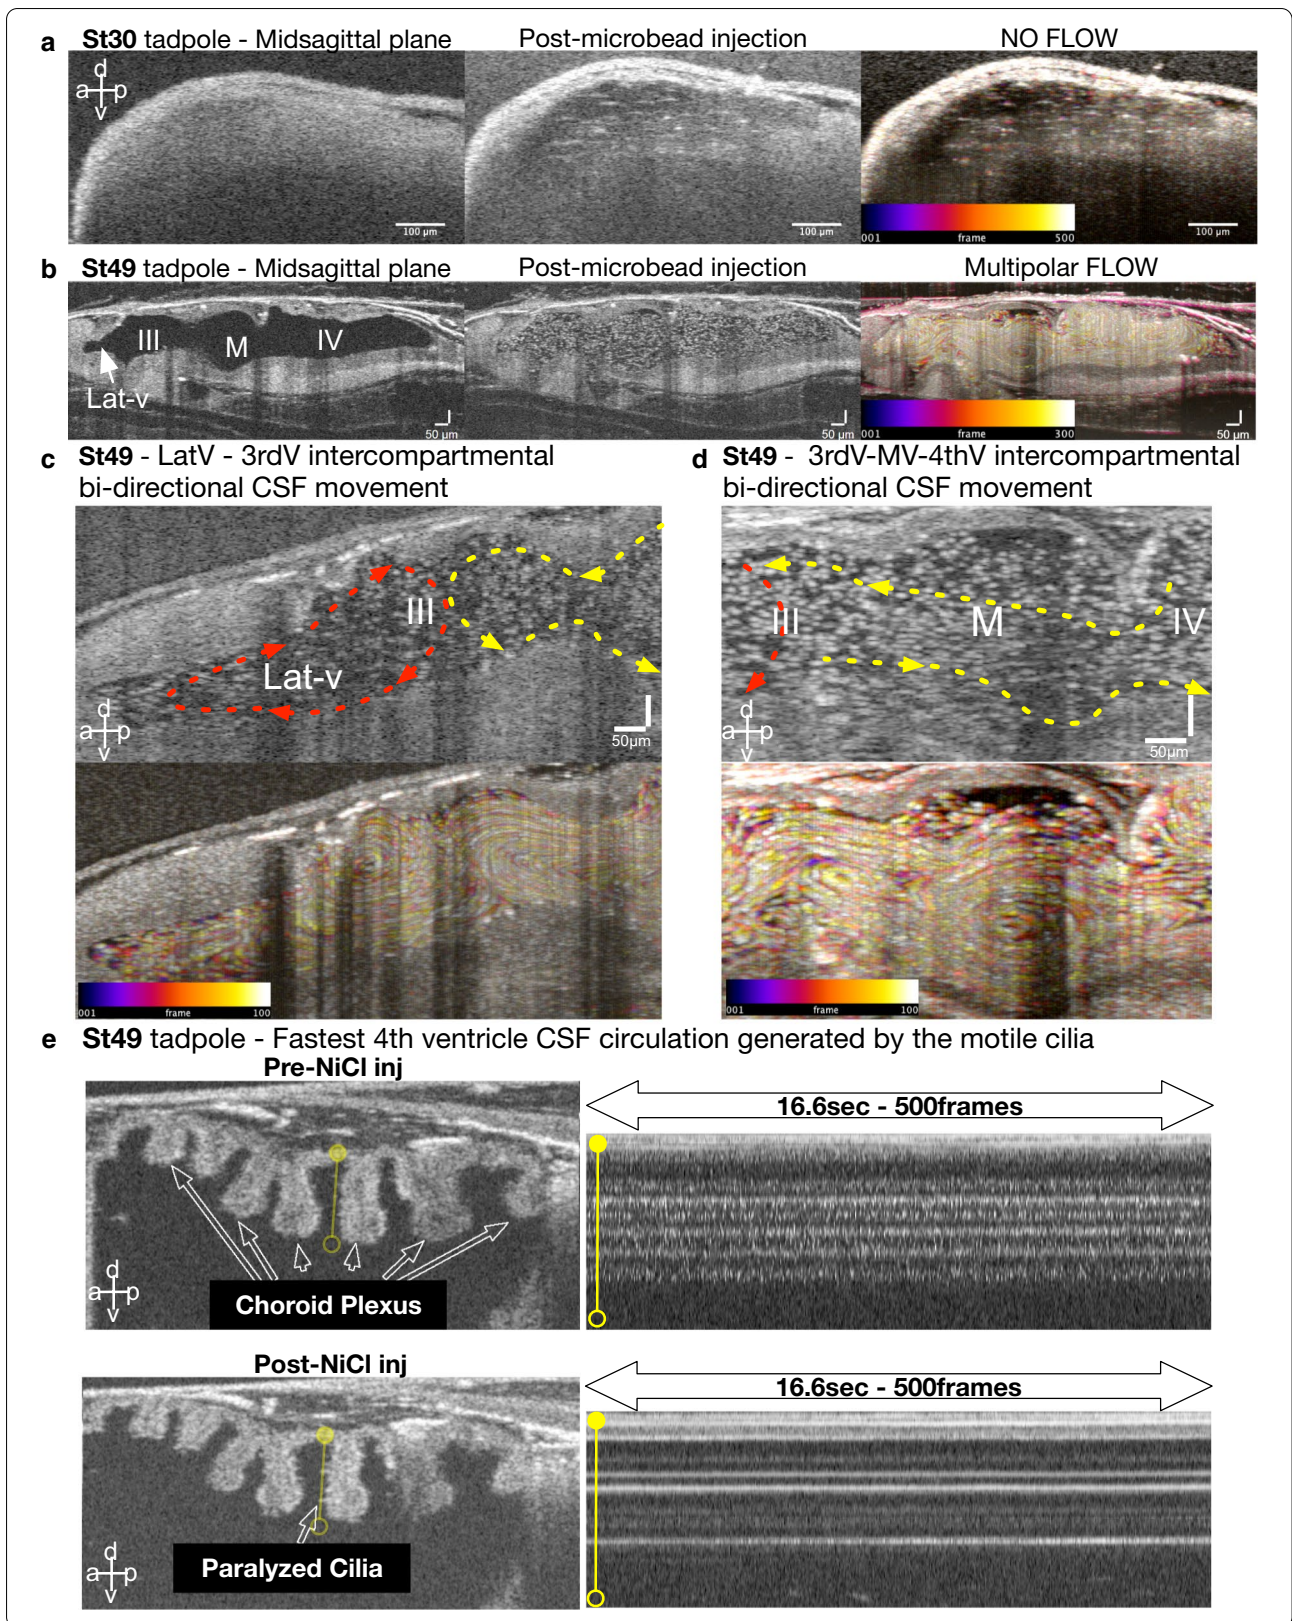 a St30 tadpole - Midsagittal plane Post-microbead injection NO FLOW
d
a p
v
100 µm 100 µm 001 frame 500 100 µm
b St49 tadpole - Midsagittal plane Post-microbead injection Multipolar FLOW
III M IV
Lat-v
50 µm 50 µm 001 frame 300 50 µm
c St49 - LatV - 3rdV intercompartmental
bi-directional CSF movement
III
Lat-v
d
a p
v
50µm
001 frame 100
d St49 - 3rdV-MV-4thV intercompartmental
bi-directional CSF movement
III M IV
d
a p
v
50µm
001 frame 100
e St49 tadpole - Fastest 4th ventricle CSF circulation generated by the motile cilia
Pre-NiCl inj
16.6sec - 500frames
d
a p
v
Choroid Plexus
Post-NiCl inj
16.6sec - 500frames
d
a p
v
Paralyzed Cilia